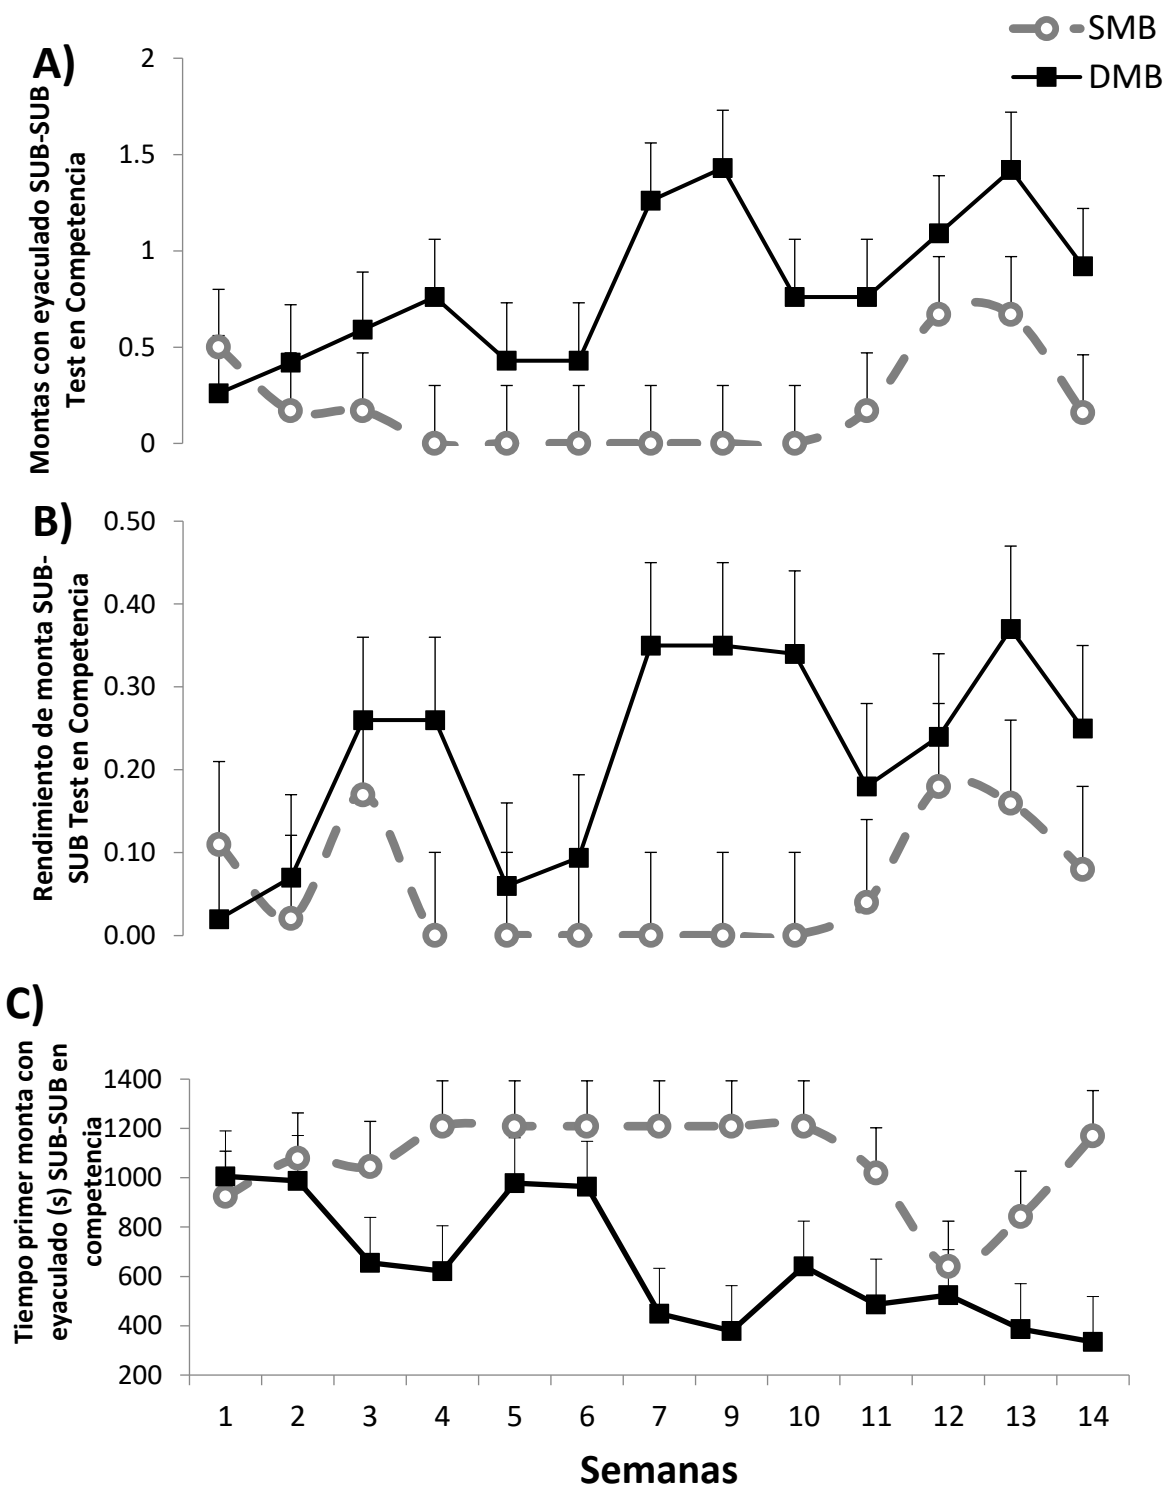 SMB
DMB
A)
Montas con eyaculado SUB-SUB
Test en Competencia
2
1.5
1
0.5
0
B)
Rendimiento de monta SUB-
SUB Test en Competencia
0.50
0.40
0.30
0.20
0.10
0.00
C)
Tiempo primer monta con
eyaculado (s) SUB-SUB en
competencia
1400
1200
1000
800
600
400
200
1 2 3 4 5 6 7 9 10 11 12 13 14
Semanas